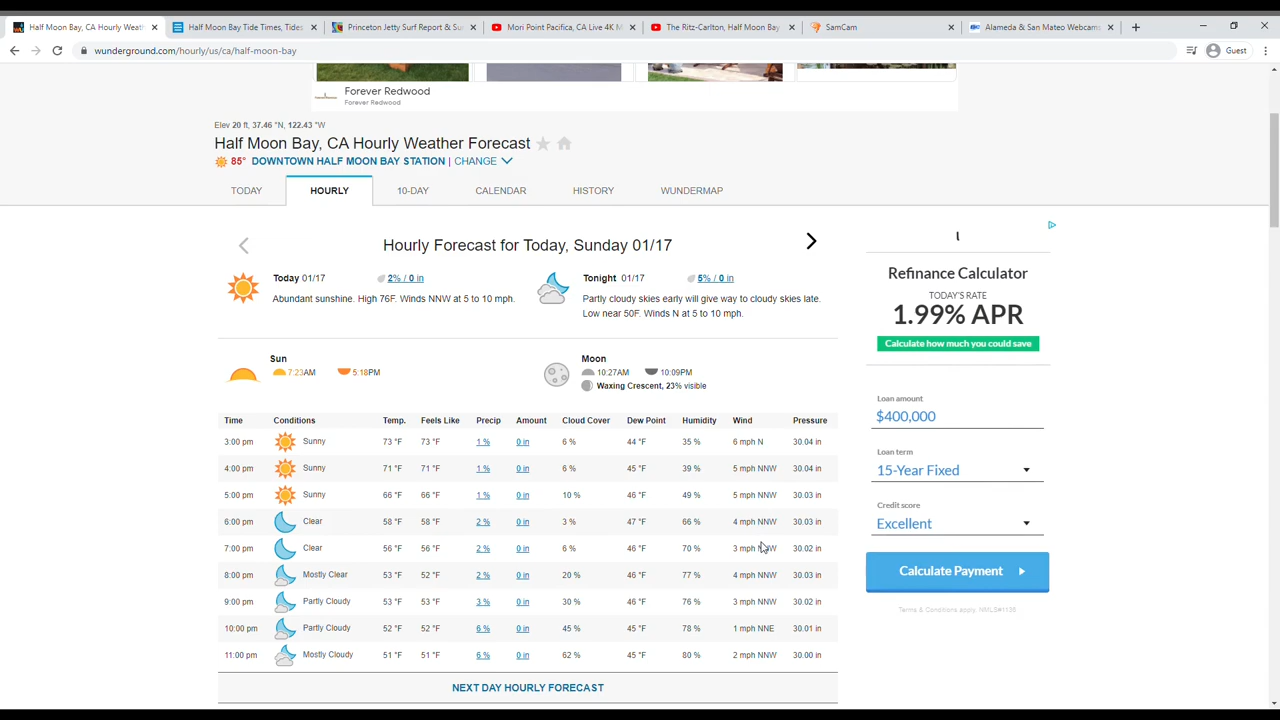 Half Moon Bay, CA Hourly Weath
Half Moon Bay Tide Times, Tides
Princeton Jetty Surf Report & Su
Mori Point Pacifica, CA Live 4K M
The Ritz-Carlton, Half Moon Bay
SamCam
Alameda & San Mateo Webcams
wunderground.com/hourly/us/ca/half-moon-bay
Guest
Forever Redwood
Forever Redwood
Elev 20 ft, 37.46 °N, 122.43 °W
Half Moon Bay, CA Hourly Weather Forecast
85° DOWNTOWN HALF MOON BAY STATION | CHANGE
TODAY HOURLY 10-DAY CALENDAR HISTORY WUNDERMAP
Hourly Forecast for Today, Sunday 01/17
Today 01/17 2% / 0 in
Abundant sunshine. High 76F. Winds NNW at 5 to 10 mph.
Tonight 01/17 5% / 0 in
Partly cloudy skies early will give way to cloudy skies late.
Low near 50F. Winds N at 5 to 10 mph.
Sun
7:23AM 5:18PM
Moon
10:27AM 10:09PM
Waxing Crescent, 23% visible
Time Conditions Temp. Feels Like Precip Amount Cloud Cover Dew Point Humidity Wind Pressure
3:00 pm Sunny 73 °F 73 °F 1 % 0 in 6 % 44 °F 35 % 6 mph N 30.04 in
4:00 pm Sunny 71 °F 71 °F 1 % 0 in 6 % 45 °F 39 % 5 mph NNW 30.04 in
5:00 pm Sunny 66 °F 66 °F 1 % 0 in 10 % 46 °F 49 % 5 mph NNW 30.03 in
6:00 pm Clear 58 °F 58 °F 2 % 0 in 3 % 47 °F 66 % 4 mph NNW 30.03 in
7:00 pm Clear 56 °F 56 °F 2 % 0 in 6 % 46 °F 70 % 3 mph NNW 30.02 in
8:00 pm Mostly Clear 53 °F 52 °F 2 % 0 in 20 % 46 °F 77 % 4 mph NNW 30.03 in
9:00 pm Partly Cloudy 53 °F 53 °F 3 % 0 in 30 % 46 °F 76 % 3 mph NNW 30.02 in
10:00 pm Partly Cloudy 52 °F 52 °F 6 % 0 in 45 % 45 °F 78 % 1 mph NNE 30.01 in
11:00 pm Mostly Cloudy 51 °F 51 °F 6 % 0 in 62 % 45 °F 80 % 2 mph NNW 30.00 in
NEXT DAY HOURLY FORECAST
Refinance Calculator
TODAY'S RATE
1.99% APR
Calculate how much you could save
Loan amount
$400,000
Loan term
15-Year Fixed
Credit score
Excellent
Calculate Payment
Terms & Conditions apply. NMLS#1136